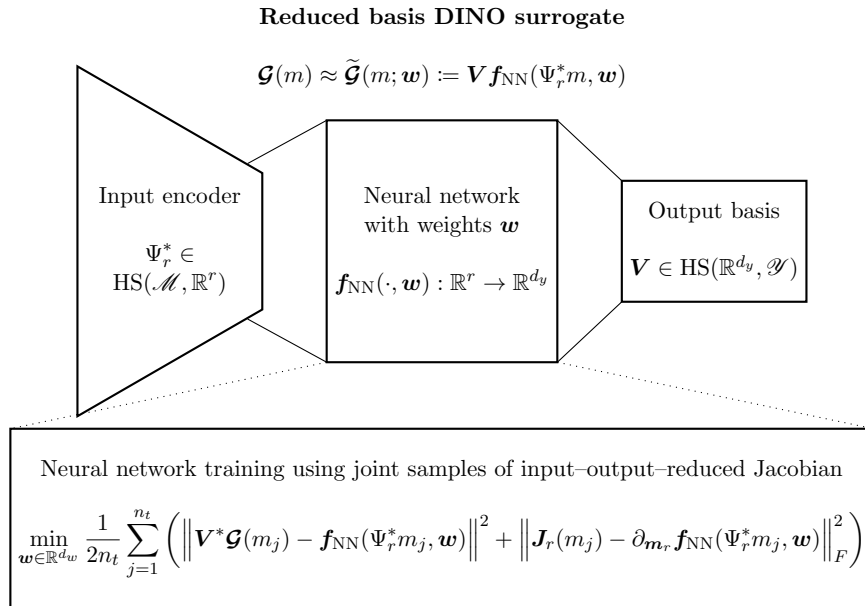 Reduced basis DINO surrogate
𝓖(m) ≈ 𝓖̃(m; w) ≔ V f_NN(Ψ_r^* m, w)
Input encoder
Ψ_r^* ∈
HS(ℳ, ℝ^r)
Neural network
with weights w
f_NN(·, w) : ℝ^r → ℝ^{d_y}
Output basis
V ∈ HS(ℝ^{d_y}, 𝒴)
Neural network training using joint samples of input–output–reduced Jacobian
min_{w∈ℝ^{d_w}} 1/(2n_t) ∑_{j=1}^{n_t} ( ‖V^* 𝓖(m_j) − f_NN(Ψ_r^* m_j, w)‖^2 + ‖J_r(m_j) − ∂_{m_r} f_NN(Ψ_r^* m_j, w)‖_F^2 )